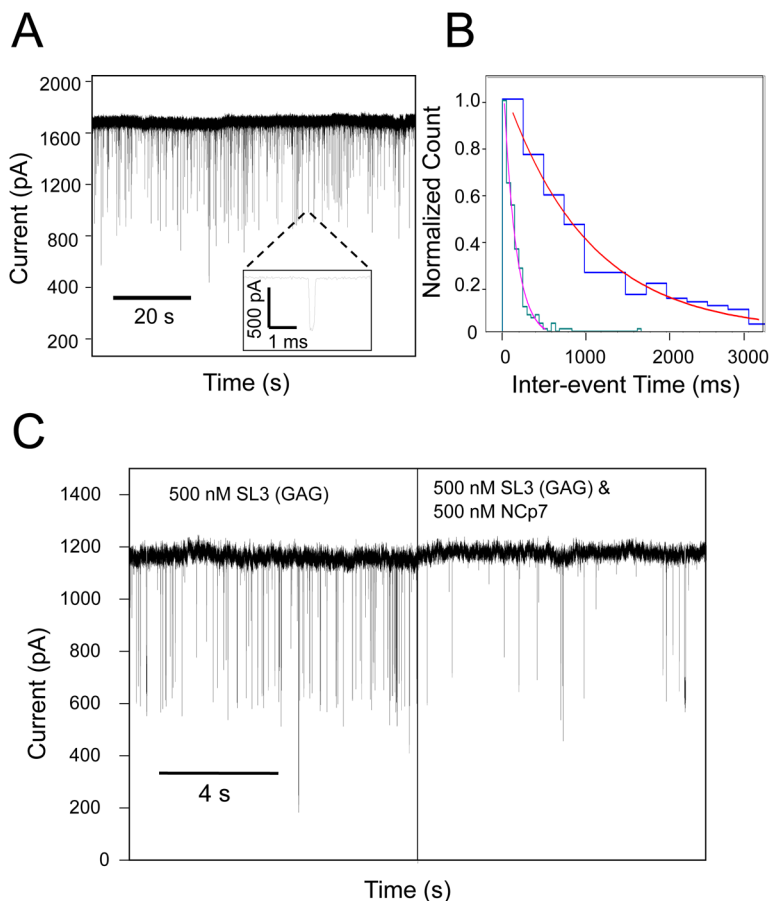 A
2000
1600
1200
800
400
200
Current (pA)
20 s
500 pA
1 ms
Time (s)
B
1.0
0.8
0.6
0.4
0.2
0
Normalized Count
0
1000
2000
3000
Inter-event Time (ms)
C
500 nM SL3 (GAG)
500 nM SL3 (GAG) &
500 nM NCp7
1400
1200
1000
800
600
400
200
0
Current (pA)
4 s
Time (s)